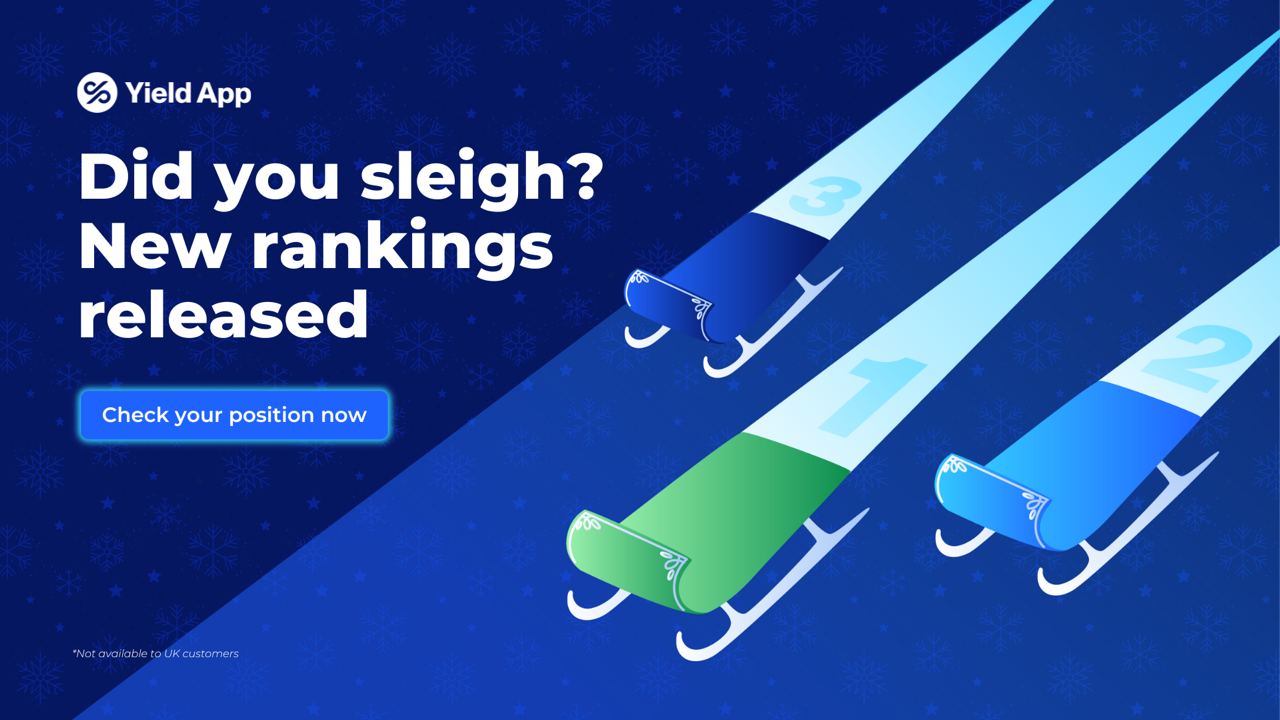 Yield App
Did you sleigh?
New rankings
released
Check your position now
3
1
2
*Not available to UK customers